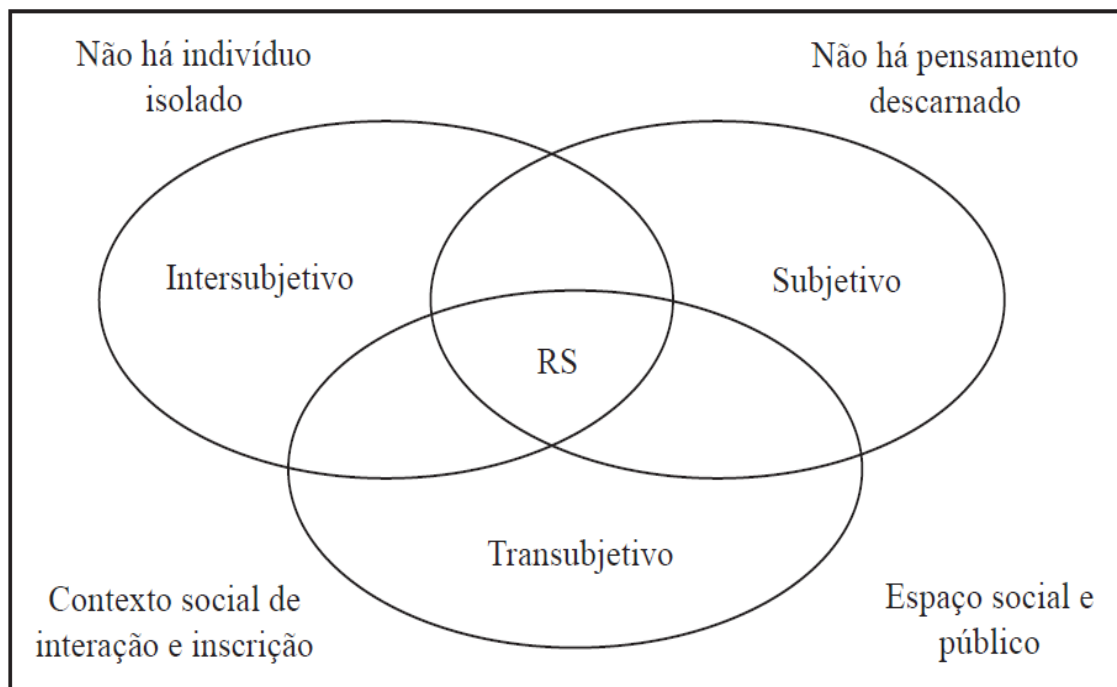 Não há indivíduo
isolado
Não há pensamento
descarnado
Intersubjetivo
Subjetivo
RS
Transubjetivo
Contexto social de
interação e inscrição
Espaço social e
público